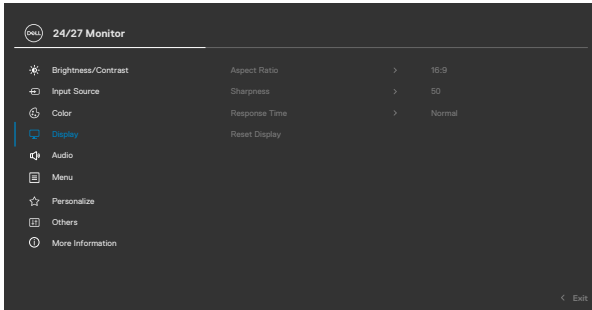 DELL 24/27 Monitor
Brightness/Contrast Aspect Ratio > 16:9
Input Source Sharpness > 50
Color Response Time > Normal
Display Reset Display
Audio
Menu
Personalize
Others
More Information
< Exit